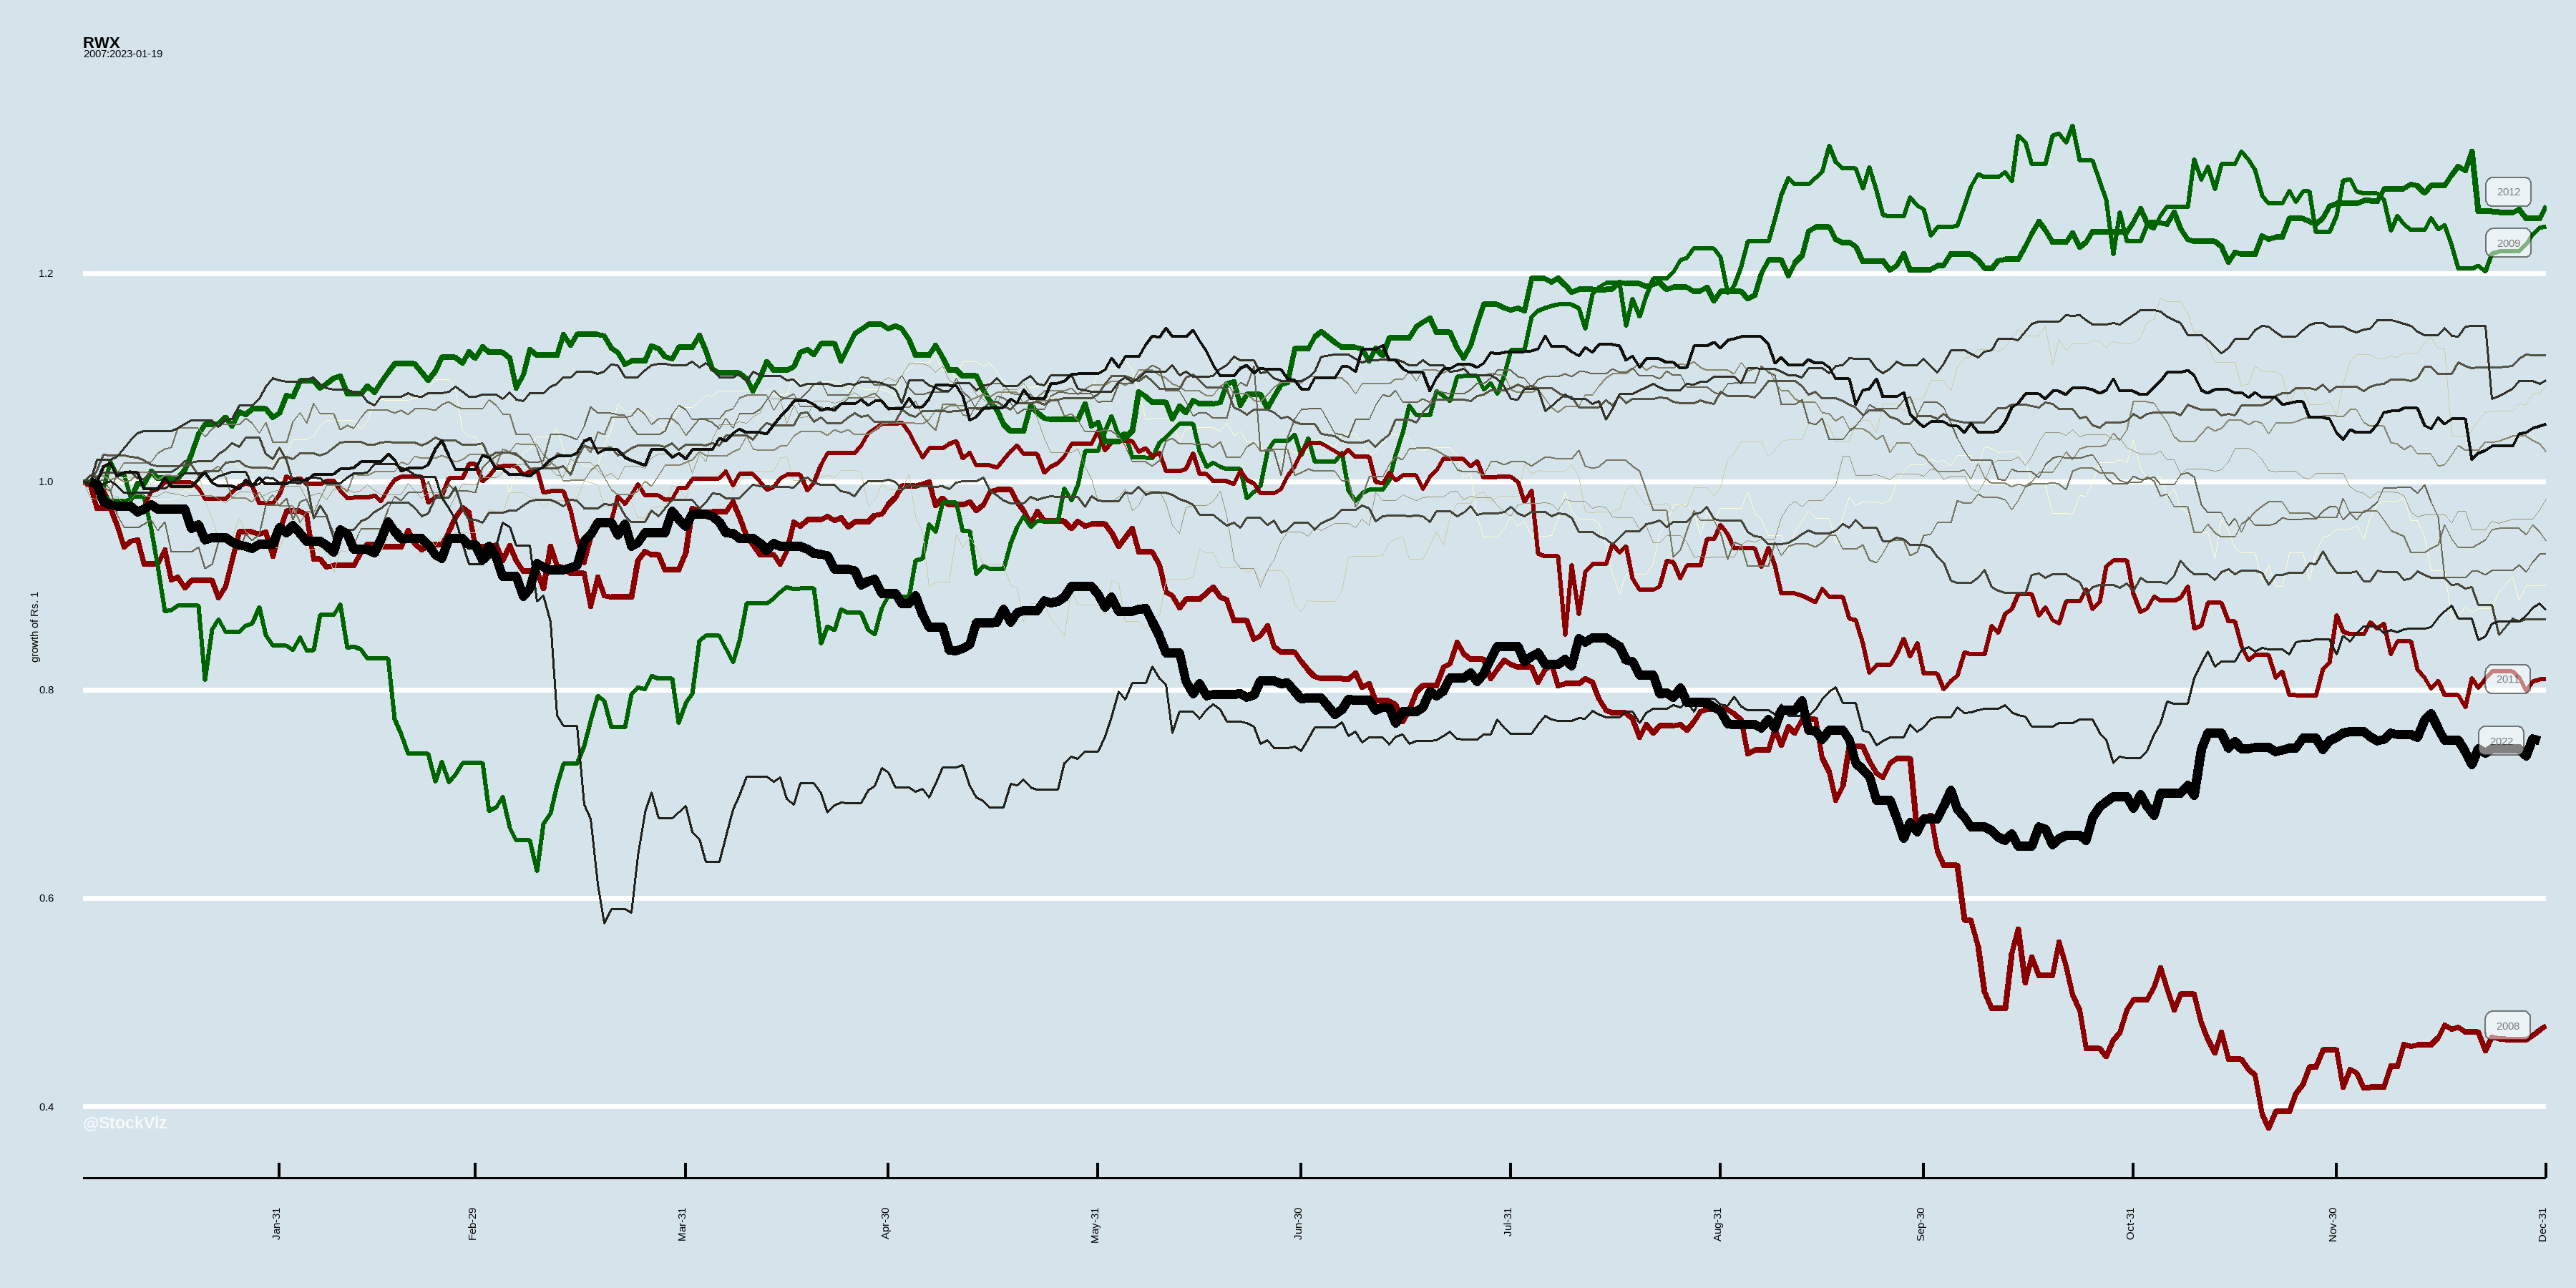 RWX
2007:2023-01-19
2012
2009
1.2
1.0
growth of Rs. 1
0.8
2011
2022
0.6
2008
0.4
@StockViz
Jan-31
Feb-29
Mar-31
Apr-30
May-31
Jun-30
Jul-31
Aug-31
Sep-30
Oct-31
Nov-30
Dec-31